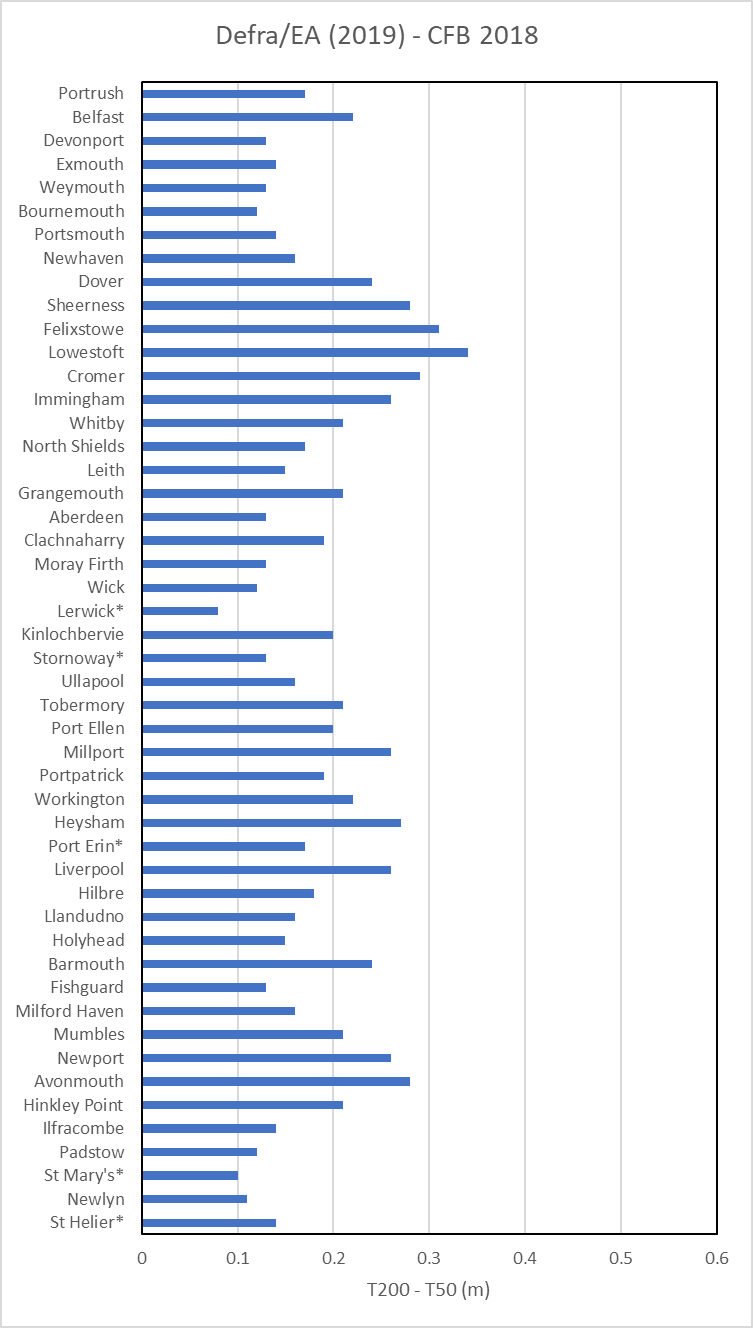 Defra/EA (2019) - CFB 2018
Portrush
Belfast
Devonport
Exmouth
Weymouth
Bournemouth
Portsmouth
Newhaven
Dover
Sheerness
Felixstowe
Lowestoft
Cromer
Immingham
Whitby
North Shields
Leith
Grangemouth
Aberdeen
Clachnaharry
Moray Firth
Wick
Lerwick*
Kinlochbervie
Stornoway*
Ullapool
Tobermory
Port Ellen
Millport
Portpatrick
Workington
Heysham
Port Erin*
Liverpool
Hilbre
Llandudno
Holyhead
Barmouth
Fishguard
Milford Haven
Mumbles
Newport
Avonmouth
Hinkley Point
Ilfracombe
Padstow
St Mary's*
Newlyn
St Helier*
0 0.1 0.2 0.3 0.4 0.5 0.6
T200 - T50 (m)